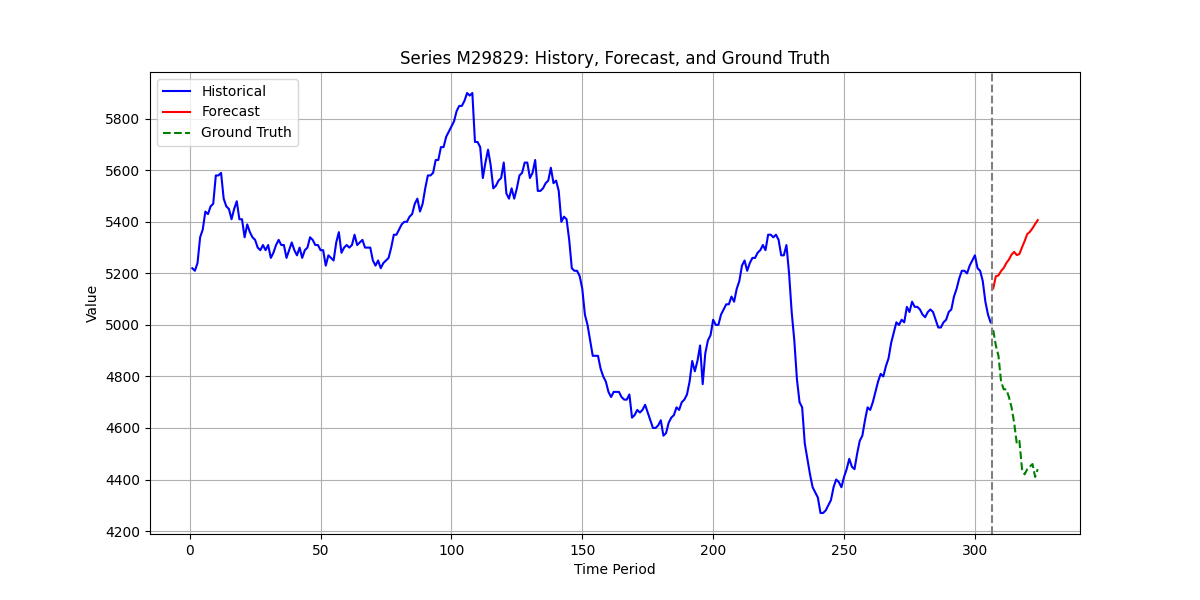 Series M29829: History, Forecast, and Ground Truth
Historical
Forecast
Ground Truth
5800
5600
5400
5200
5000
4800
4600
4400
4200
Value
0 50 100 150 200 250 300
Time Period